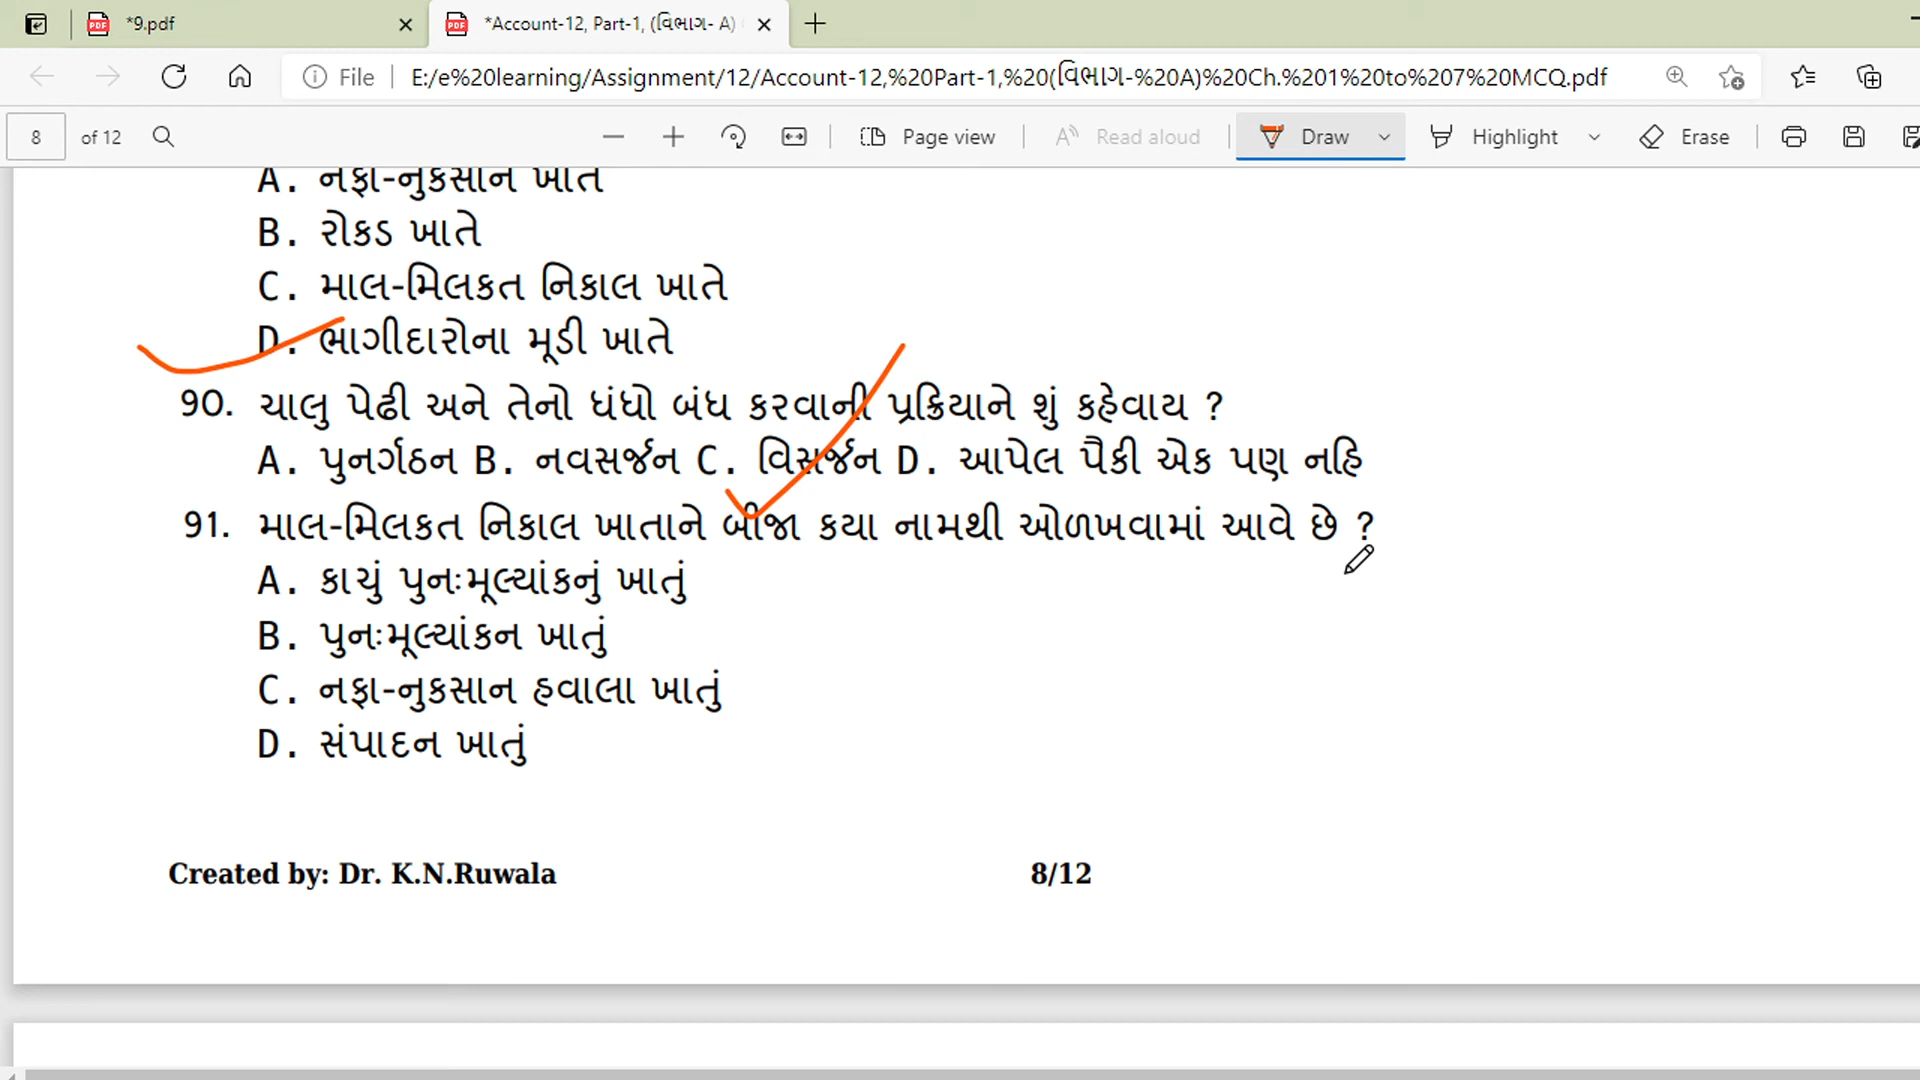 *9.pdf
*Account-12, Part-1, (વિભાગ- A)
File E:/e%20learning/Assignment/12/Account-12,%20Part-1,%20(વિભાગ-%20A)%20Ch.%201%20to%207%20MCQ.pdf
8 of 12 Page view Read aloud Draw Highlight Erase
A. નફા-નુકસાન ખાતે
B. રોકડ ખાતે
C. માલ-મિલકત નિકાલ ખાતે
D. ભાગીદારોના મૂડી ખાતે
90. ચાલુ પેઢી અને તેનો ધંધો બંધ કરવાની પ્રક્રિયાને શું કહેવાય ?
A. પુનર્ગઠન B. નવસર્જન C. વિસર્જન D. આપેલ પૈકી એક પણ નહિ
91. માલ-મિલકત નિકાલ ખાતાને બીજા કયા નામથી ઓળખવામાં આવે છે ?
A. કાચું પુનઃમૂલ્યાંકનું ખાતું
B. પુનઃમૂલ્યાંકન ખાતું
C. નફા-નુકસાન હવાલા ખાતું
D. સંપાદન ખાતું
Created by: Dr. K.N.Ruwala 8/12